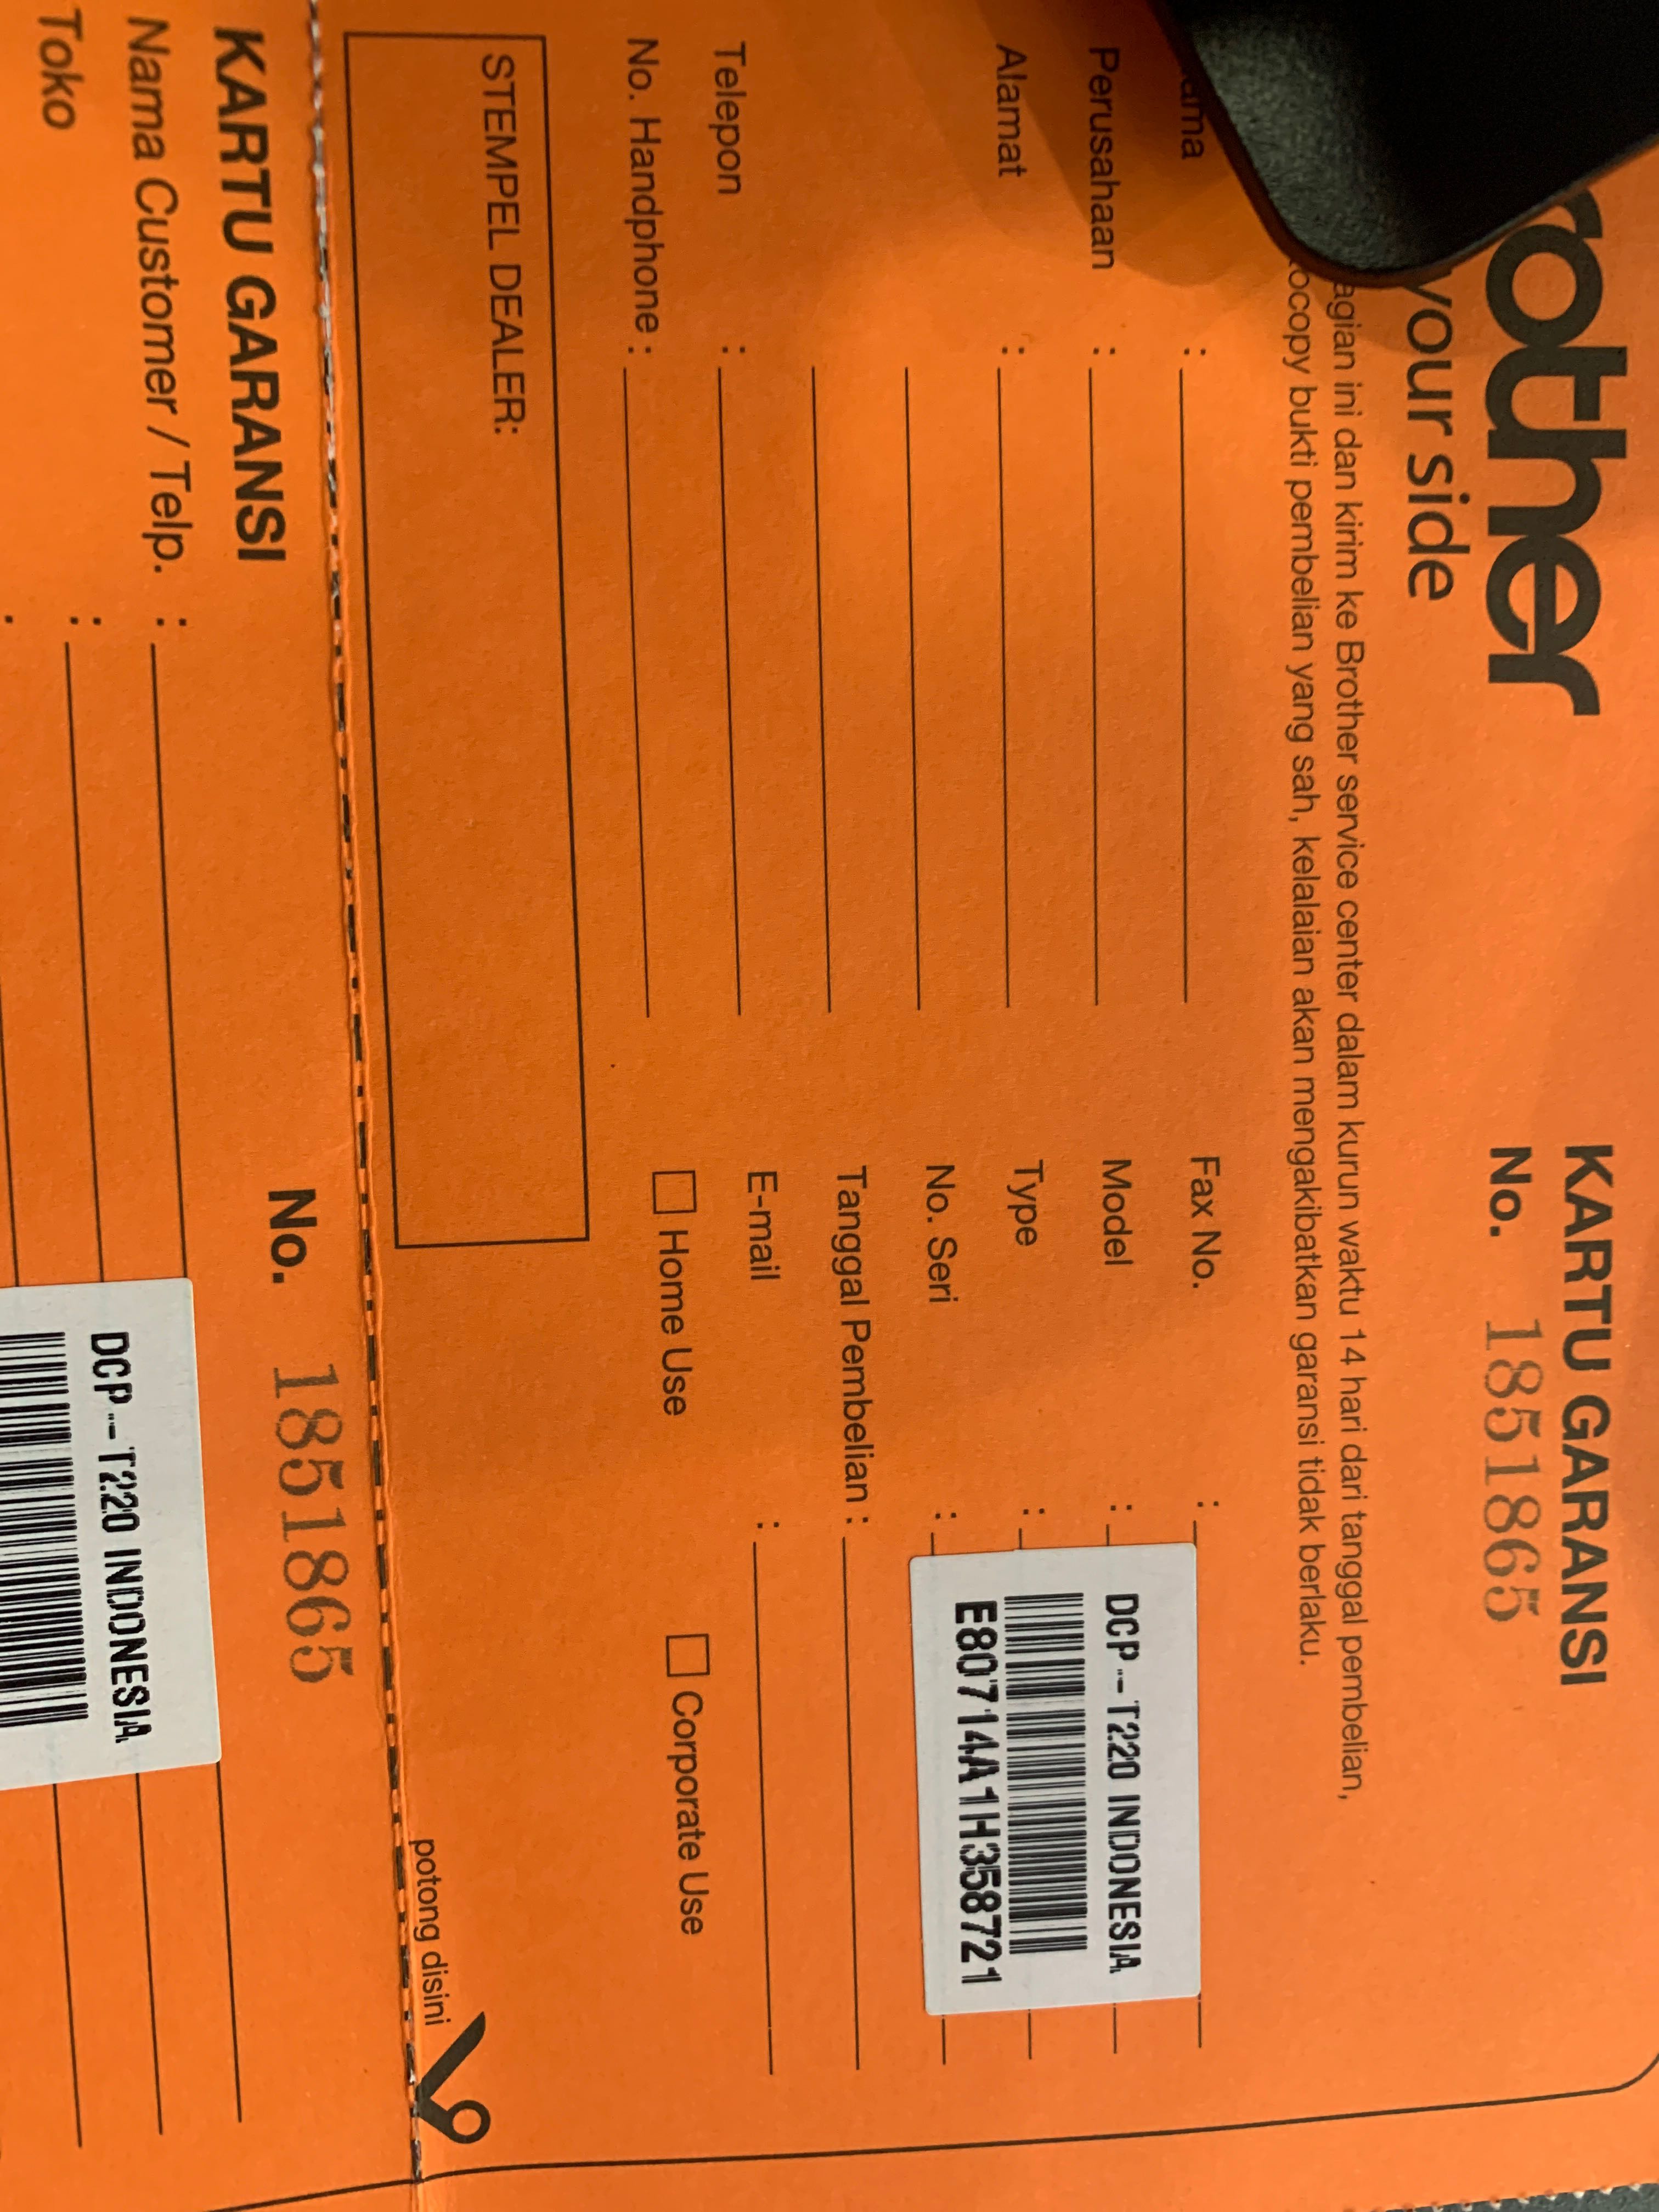 rother
your side
KARTU GARANSI
No. 1851865
agian ini dan kirim ke Brother service center dalam kurun waktu 14 hari dari tanggal pembelian,
ocopy bukti pembelian yang sah, kelalaian akan mengakibatkan garansi tidak berlaku.
ama :
Perusahaan :
Alamat :
Telepon :
No. Handphone :
Fax No. :
Model :
Type :
No. Seri :
DCP--T220 INDONESIA
E80714A1H358721
Tanggal Pembelian :
E-mail :
Home Use
Corporate Use
STEMPEL DEALER:
potong disini
KARTU GARANSI
No. 1851865
Nama Customer / Telp. :
Toko :
DCP--T220 INDONESIA